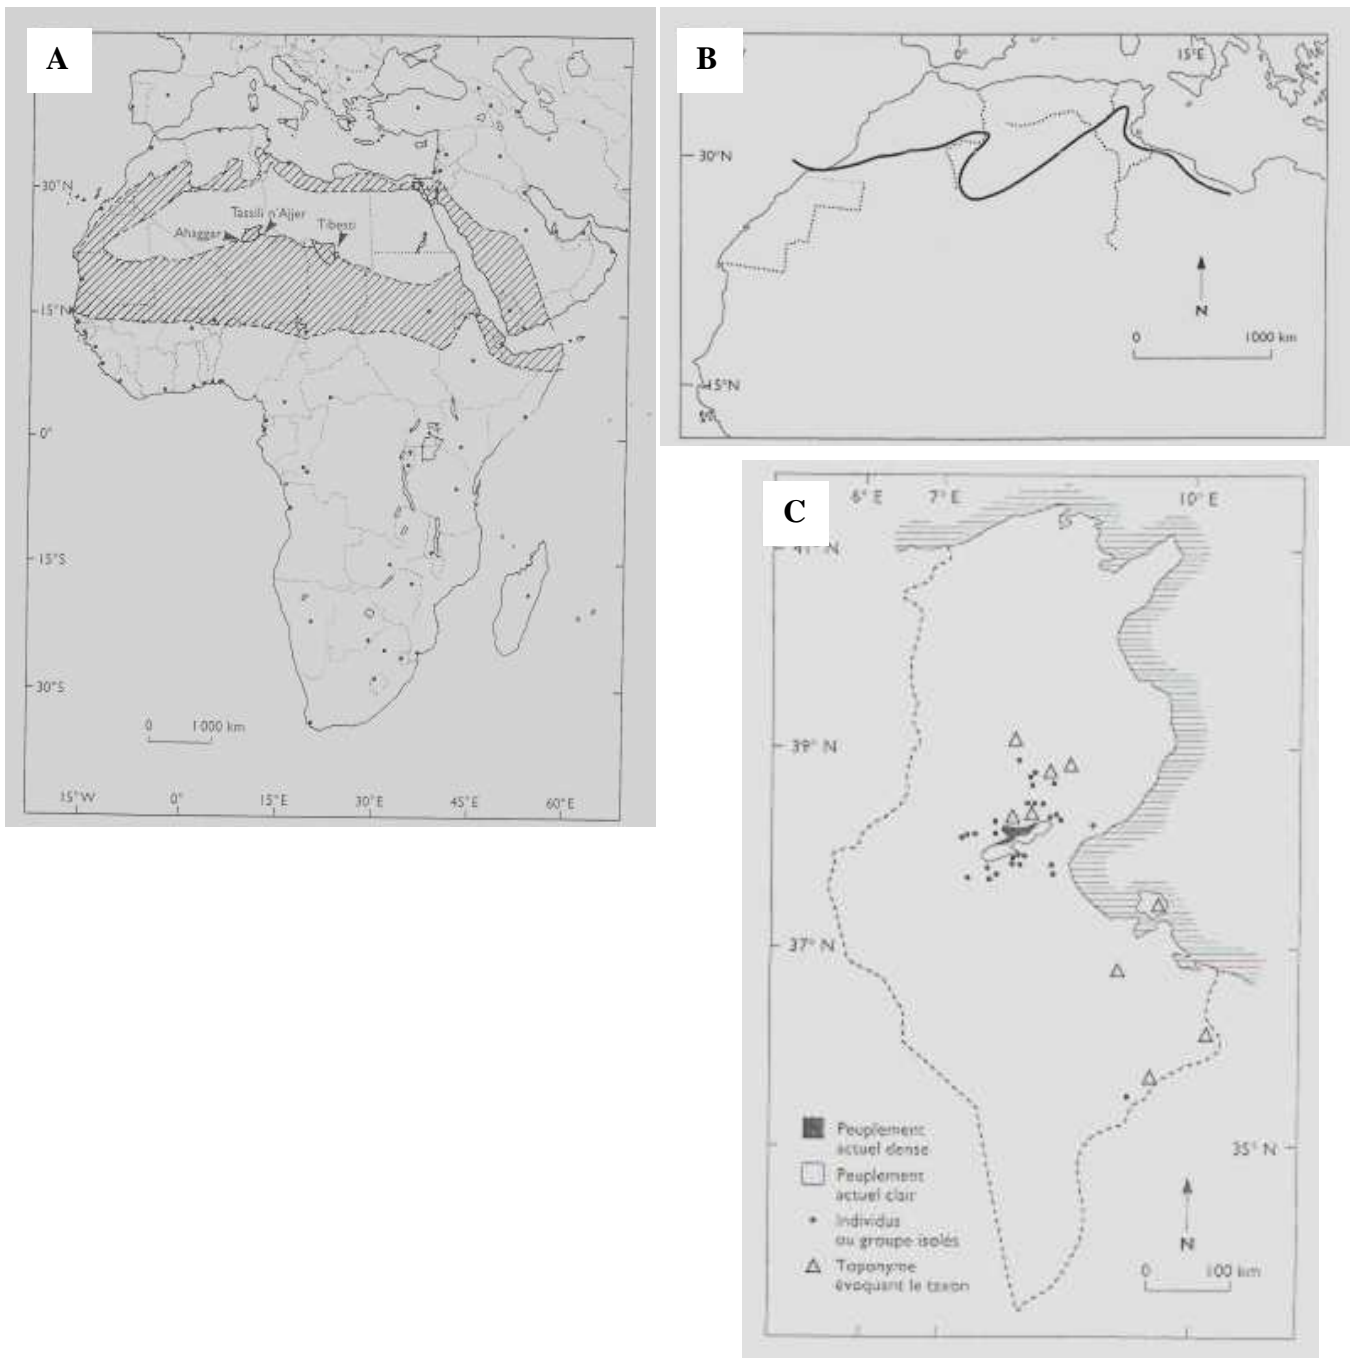 A
30°N
Tassili n'Ajjer
Ahaggar
Tibesti
15°N
0°
15°S
30°S
0 1000 km
15°W 0° 15°E 30°E 45°E 60°E
B
0° 15°E
30°N
N
0 1000 km
15°N
C
6° E 7° E 10° E
41° N
39° N
37° N
35° N
Peuplement
actuel dense
Peuplement
actuel clair
Individus
ou groupe isolés
Toponyme
évoquant le taxon
N
0 100 km